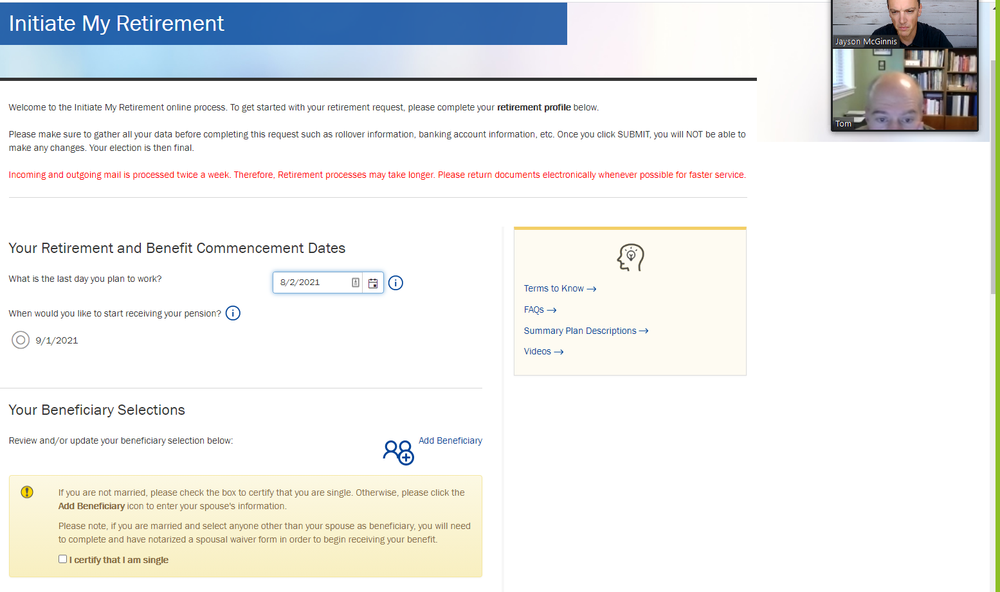 Initiate My Retirement
Jayson McGinnis
Tom
Welcome to the Initiate My Retirement online process. To get started with your retirement request, please complete your retirement profile below.
Please make sure to gather all your data before completing this request such as rollover information, banking account information, etc. Once you click SUBMIT, you will NOT be able to
make any changes. Your election is then final.
Incoming and outgoing mail is processed twice a week. Therefore, Retirement processes may take longer. Please return documents electronically whenever possible for faster service.
Your Retirement and Benefit Commencement Dates
What is the last day you plan to work?
8/2/2021
When would you like to start receiving your pension?
9/1/2021
Terms to Know →
FAQs →
Summary Plan Descriptions →
Videos →
Your Beneficiary Selections
Review and/or update your beneficiary selection below:
Add Beneficiary
If you are not married, please check the box to certify that you are single. Otherwise, please click the
Add Beneficiary icon to enter your spouse's information.
Please note, if you are married and select anyone other than your spouse as beneficiary, you will need
to complete and have notarized a spousal waiver form in order to begin receiving your benefit.
I certify that I am single